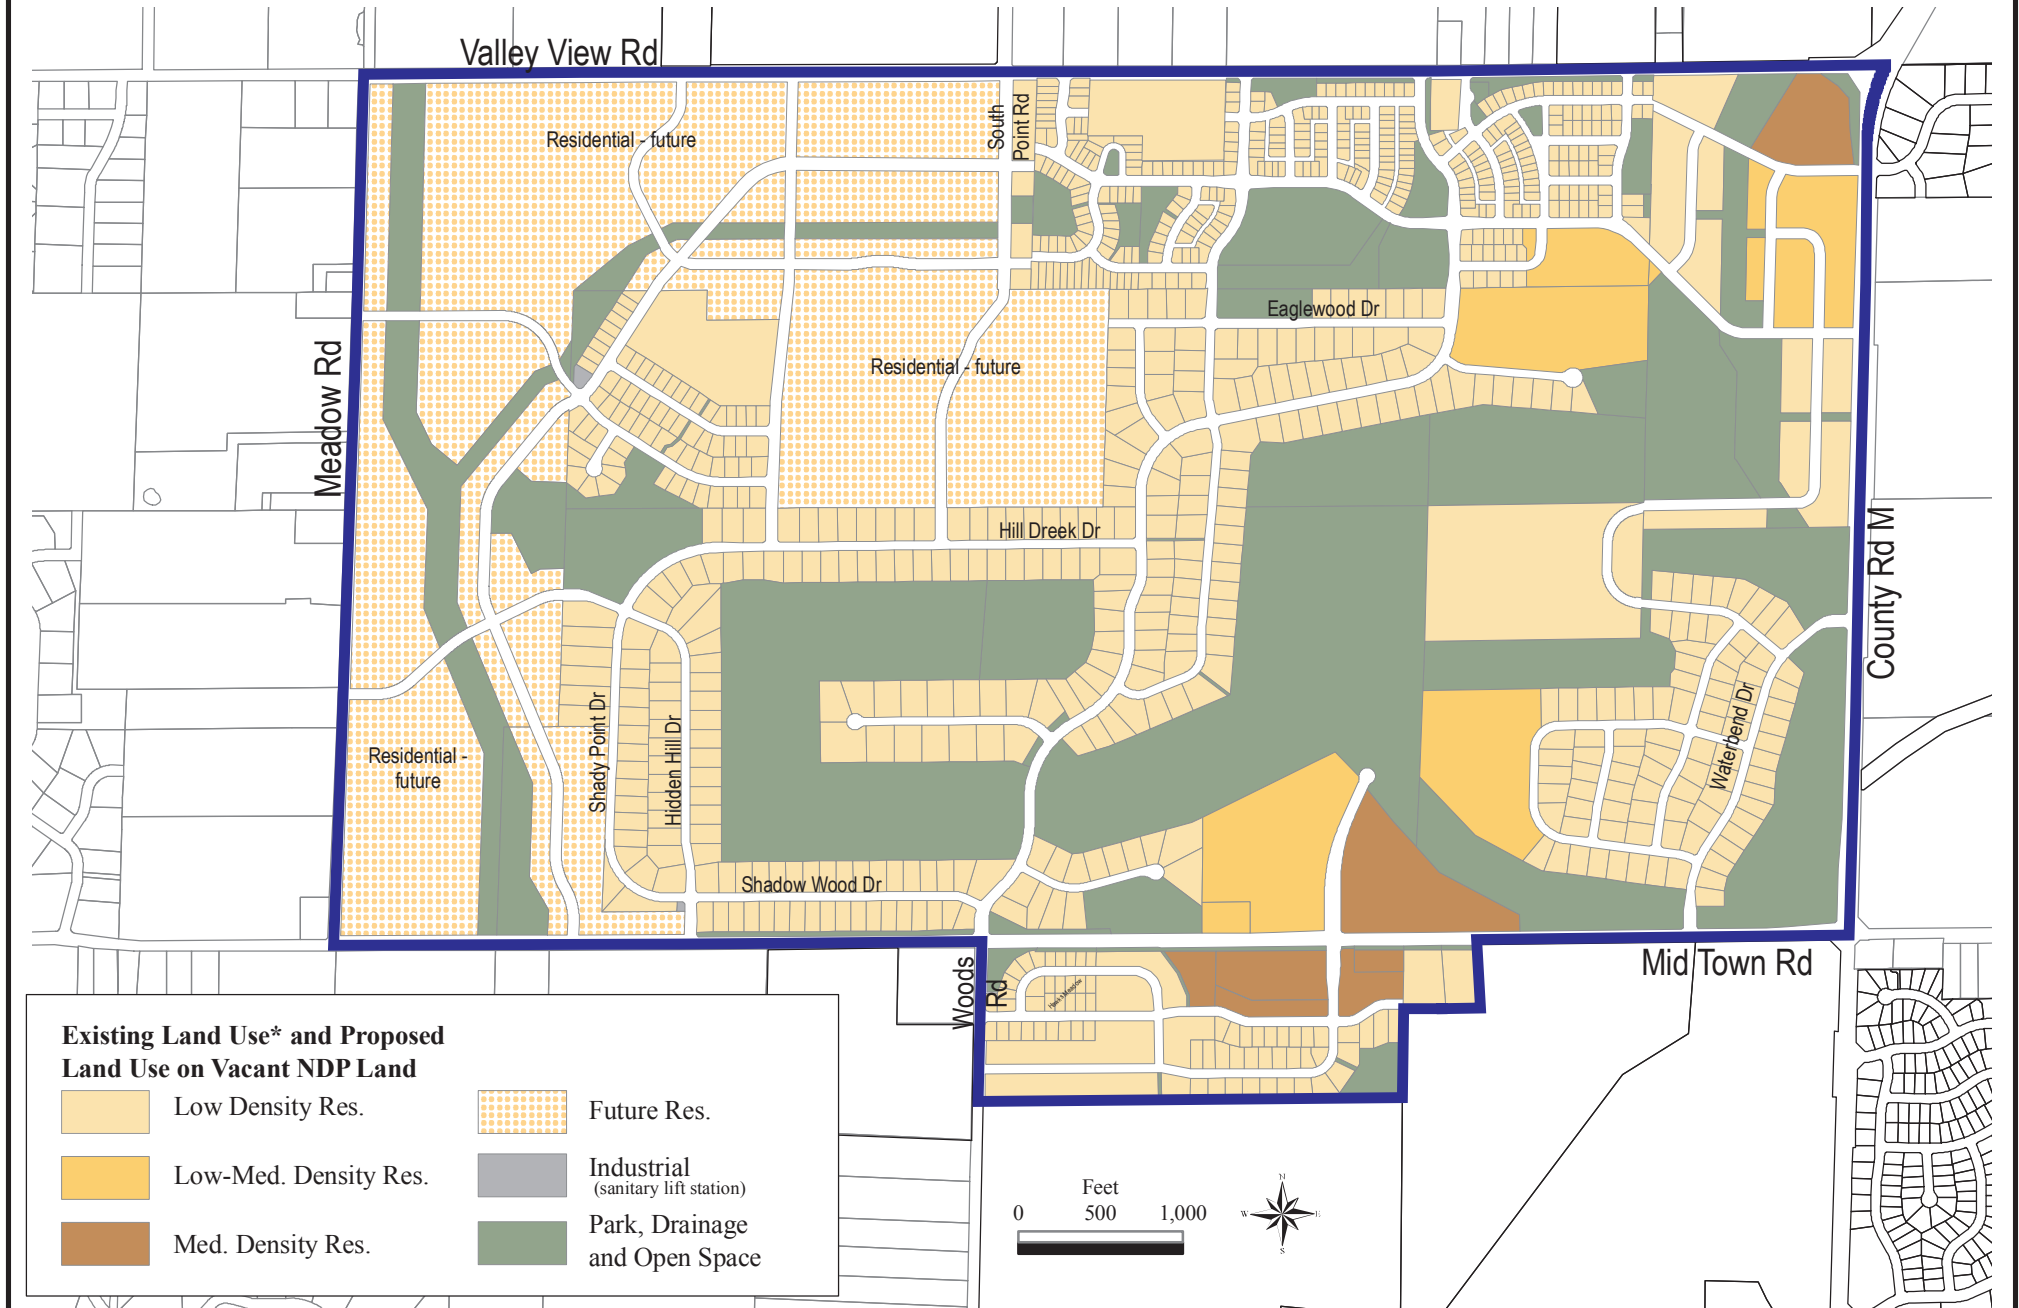 Valley View Rd
South
Point Rd
Residential - future
Eaglewood Dr
Meadow Rd
Residential - future
Hill Dreek Dr
County Rd M
Shady Point Dr
Hidden Hill Dr
Waterbend Dr
Residential -
future
Shadow Wood Dr
Mid Town Rd
Woods
Rd
Hawks Meadow
Existing Land Use* and Proposed
Land Use on Vacant NDP Land
Low Density Res.
Low-Med. Density Res.
Med. Density Res.
Future Res.
Industrial
(sanitary lift station)
Park, Drainage
and Open Space
Feet
0 500 1,000
N
W E
S